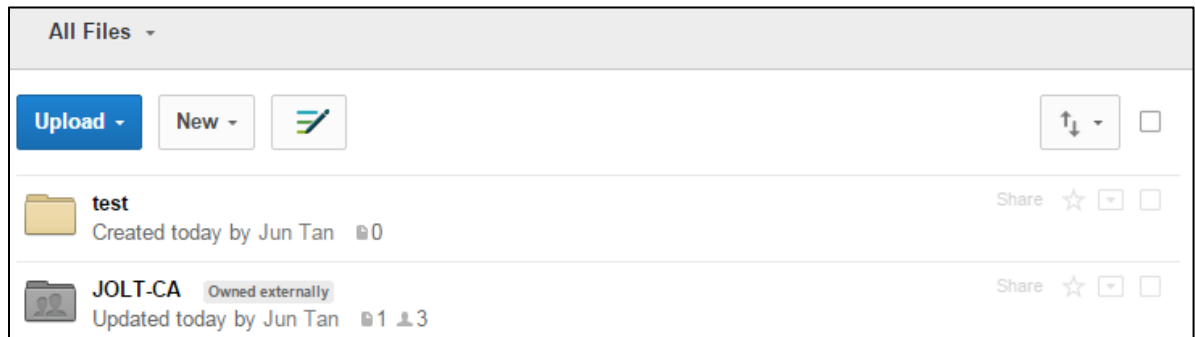 All Files
Upload New
test
Share
Created today by Jun Tan 0
JOLT-CA Owned externally
Share
Updated today by Jun Tan 1 3